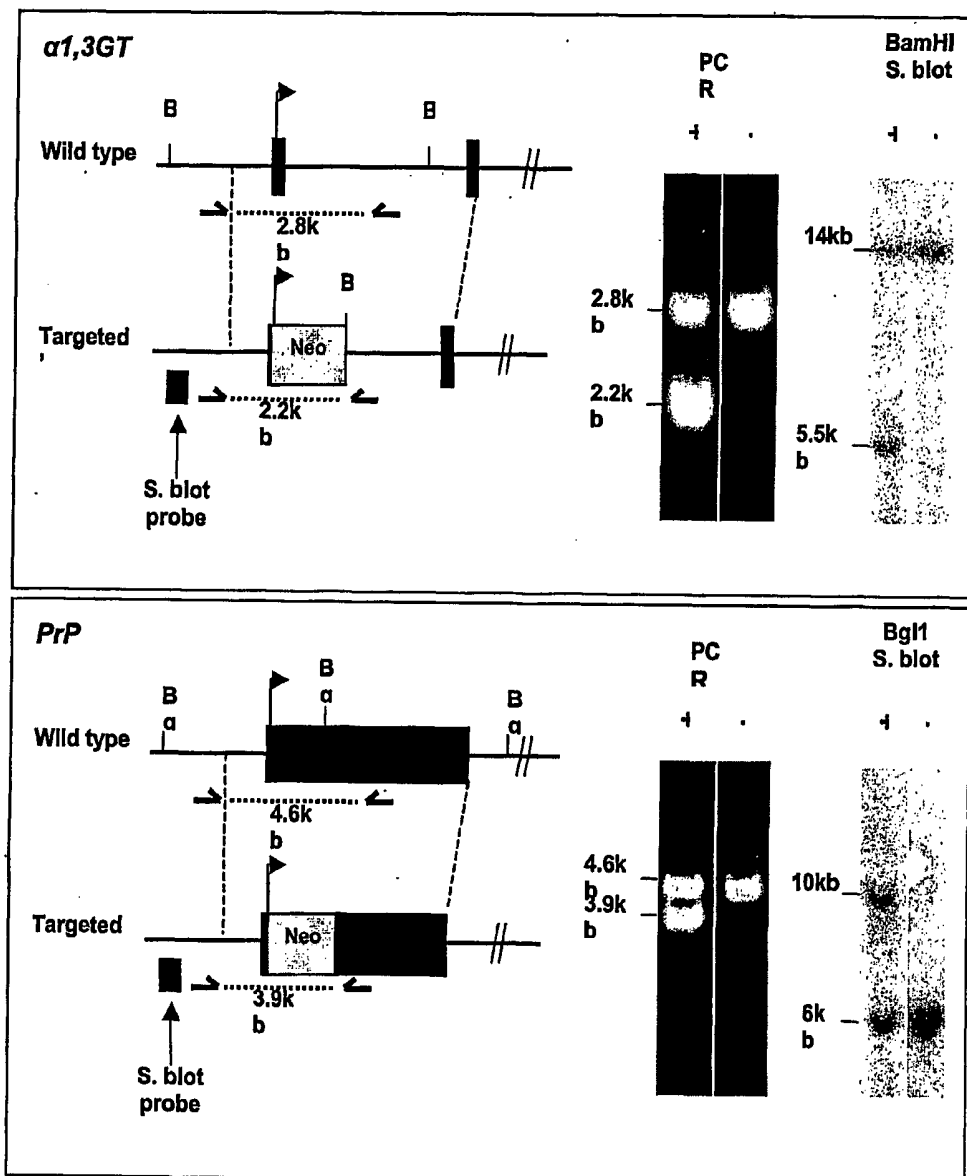 α1,3GT
BamHI
S. blot
PC
R
+ -
+ -
B
B
Wild type
2.8k
b
B
Targeted
Neo
2.2k
b
S. blot
probe
2.8k
b
2.2k
b
14kb
5.5k
b
PrP
Bgl1
S. blot
PC
R
+ -
+ -
B
g
B
g
B
g
Wild type
4.6k
b
Targeted
Neo
3.9k
b
S. blot
probe
4.6k
b
3.9k
b
10kb
6k
b